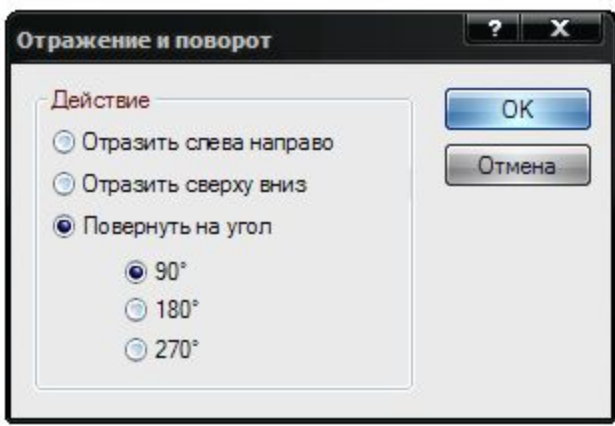 Отражение и поворот
? X
Действие
Отразить слева направо
Отразить сверху вниз
Повернуть на угол
90°
180°
270°
OK
Отмена